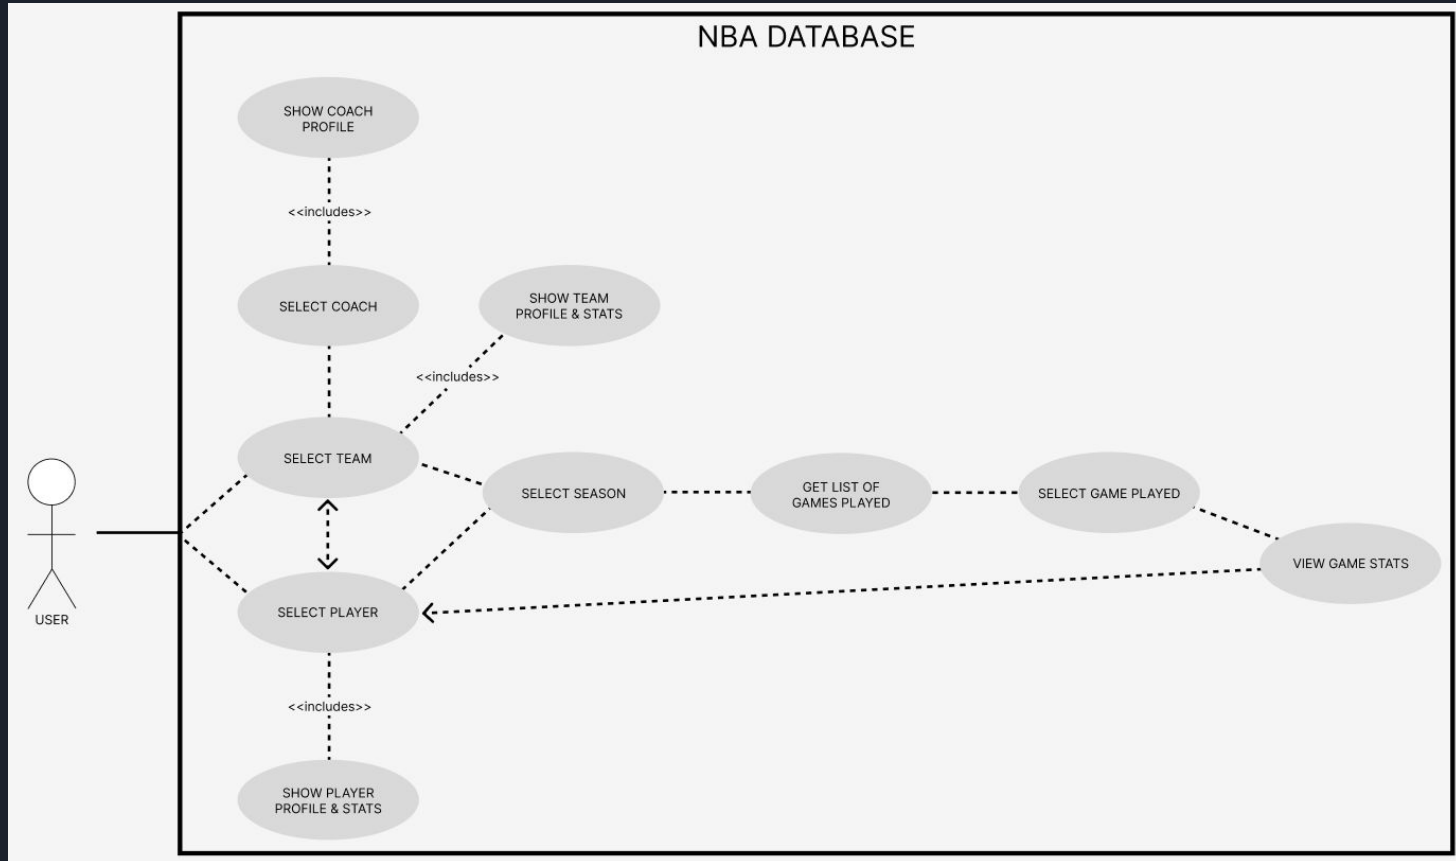 NBA DATABASE
SHOW COACH
PROFILE
<<includes>>
SELECT COACH
SHOW TEAM
PROFILE & STATS
<<includes>>
SELECT TEAM
SELECT SEASON
GET LIST OF
GAMES PLAYED
SELECT GAME PLAYED
VIEW GAME STATS
USER
SELECT PLAYER
<<includes>>
SHOW PLAYER
PROFILE & STATS